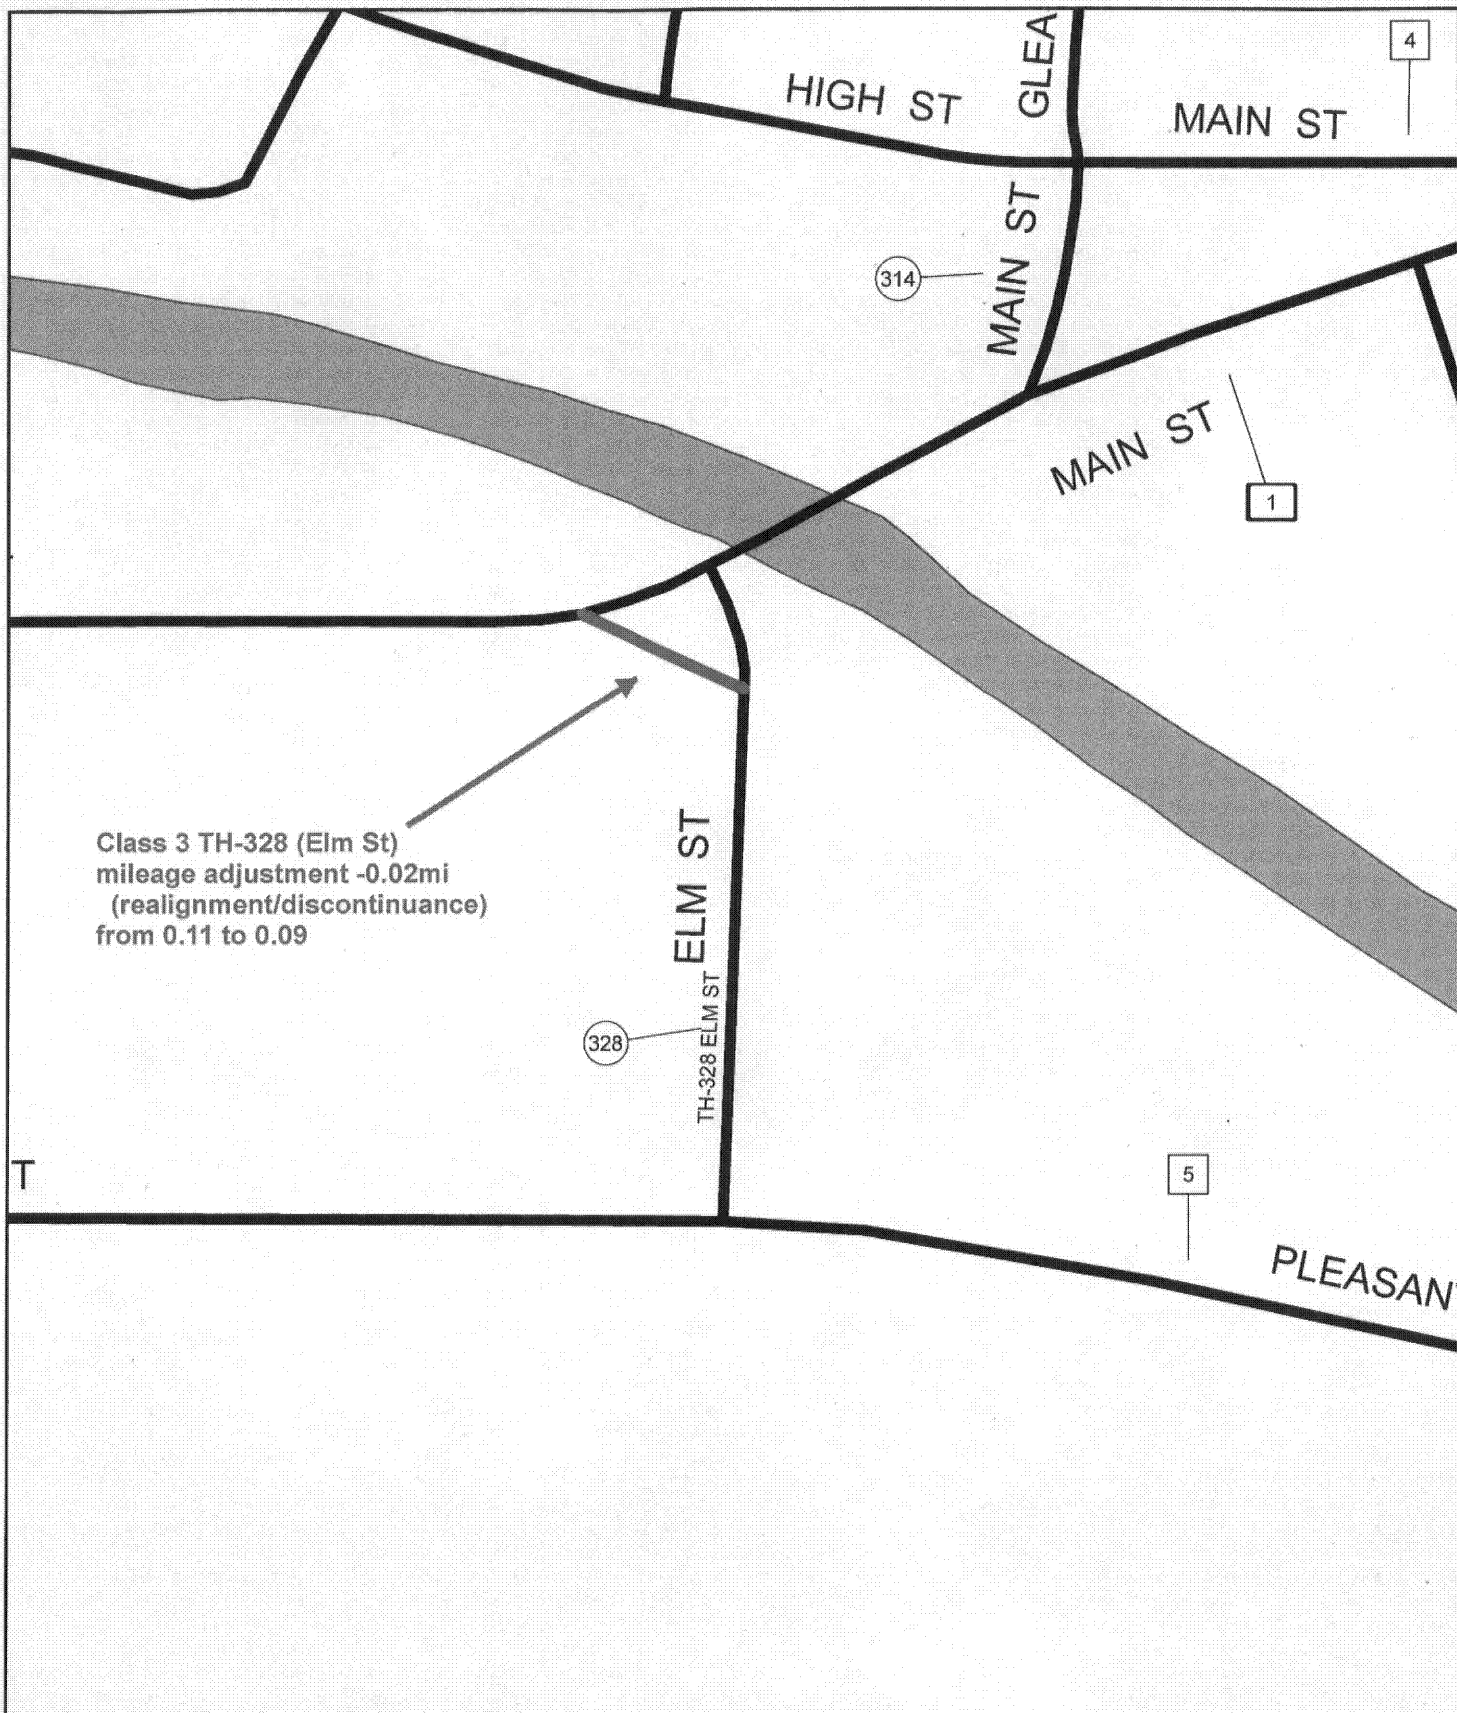 GLEA
4
HIGH ST
MAIN ST
MAIN ST
314
MAIN ST
1
Class 3 TH-328 (Elm St)
mileage adjustment -0.02mi
(realignment/discontinuance)
from 0.11 to 0.09
ELM ST
TH-328 ELM ST
328
T
5
PLEASANT